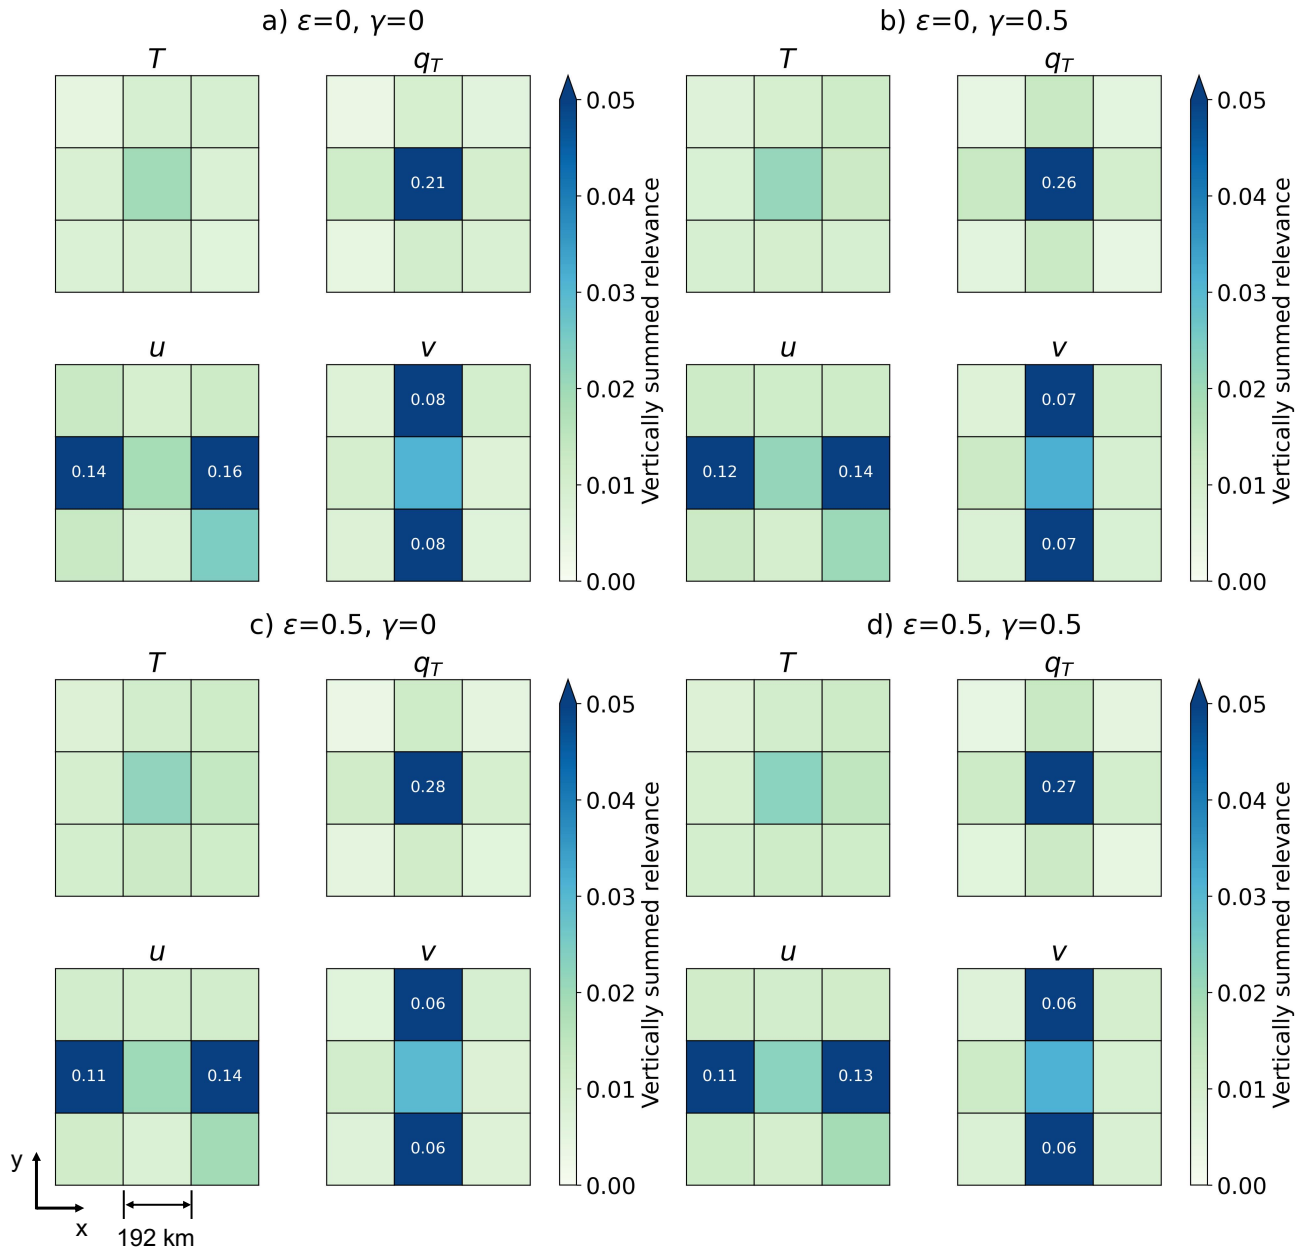 a) ε=0, γ=0
b) ε=0, γ=0.5
T
q_T
T
q_T
0.05
0.04
0.03
0.02
0.01
0.00
Vertically summed relevance
0.05
0.04
0.03
0.02
0.01
0.00
Vertically summed relevance
0.21
0.26
u
v
u
v
0.08
0.07
0.14
0.16
0.12
0.14
0.08
0.07
c) ε=0.5, γ=0
d) ε=0.5, γ=0.5
T
q_T
T
q_T
0.05
0.04
0.03
0.02
0.01
0.00
Vertically summed relevance
0.05
0.04
0.03
0.02
0.01
0.00
Vertically summed relevance
0.28
0.27
u
v
u
v
0.06
0.06
0.11
0.14
0.11
0.13
0.06
0.06
y
x
192 km